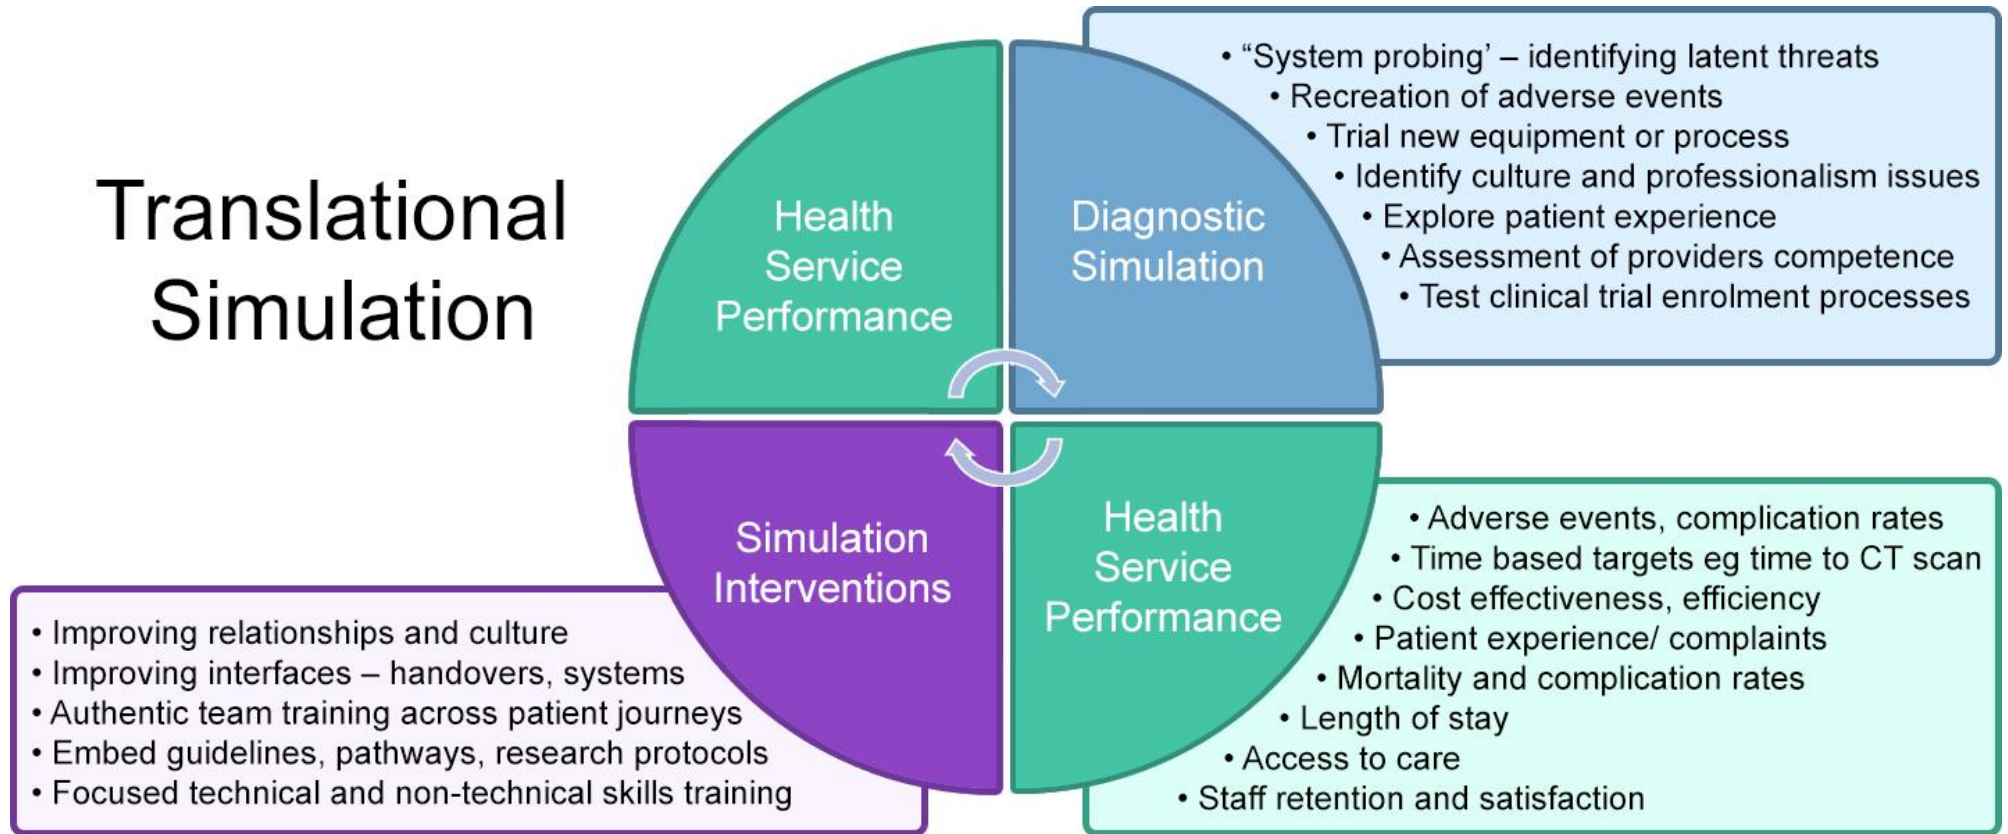 Translational
Simulation
Health
Service
Performance
Diagnostic
Simulation
• “System probing’ – identifying latent threats
• Recreation of adverse events
• Trial new equipment or process
• Identify culture and professionalism issues
• Explore patient experience
• Assessment of providers competence
• Test clinical trial enrolment processes
Simulation
Interventions
• Improving relationships and culture
• Improving interfaces – handovers, systems
• Authentic team training across patient journeys
• Embed guidelines, pathways, research protocols
• Focused technical and non-technical skills training
Health
Service
Performance
• Adverse events, complication rates
• Time based targets eg time to CT scan
• Cost effectiveness, efficiency
• Patient experience/ complaints
• Mortality and complication rates
• Length of stay
• Access to care
• Staff retention and satisfaction